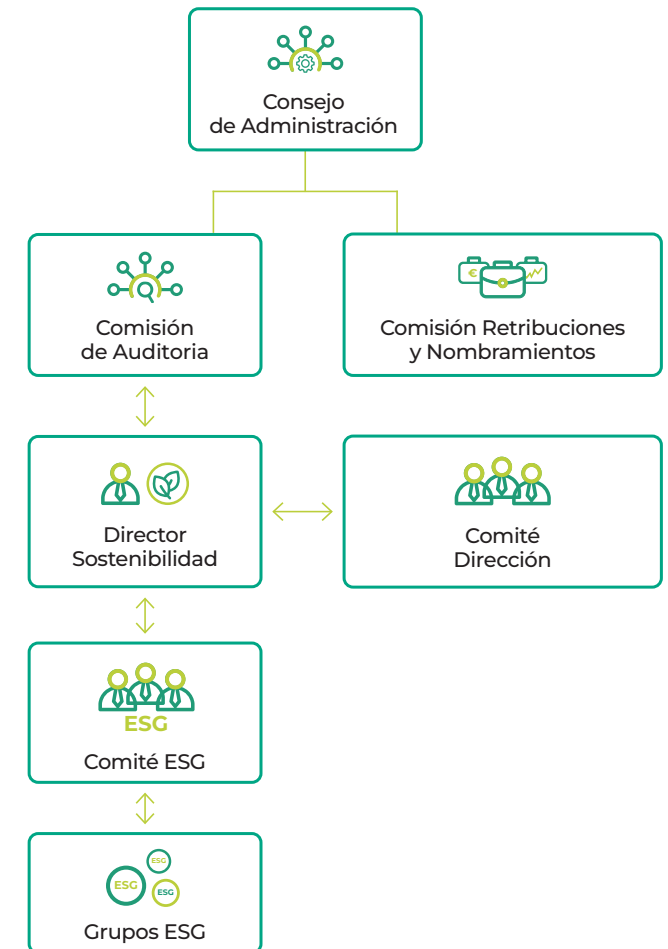 Consejo
de Administración
Comisión
de Auditoria
Comisión Retribuciones
y Nombramientos
€
Director
Sostenibilidad
Comité
Dirección
ESG
Comité ESG
ESG
ESG
ESG
Grupos ESG